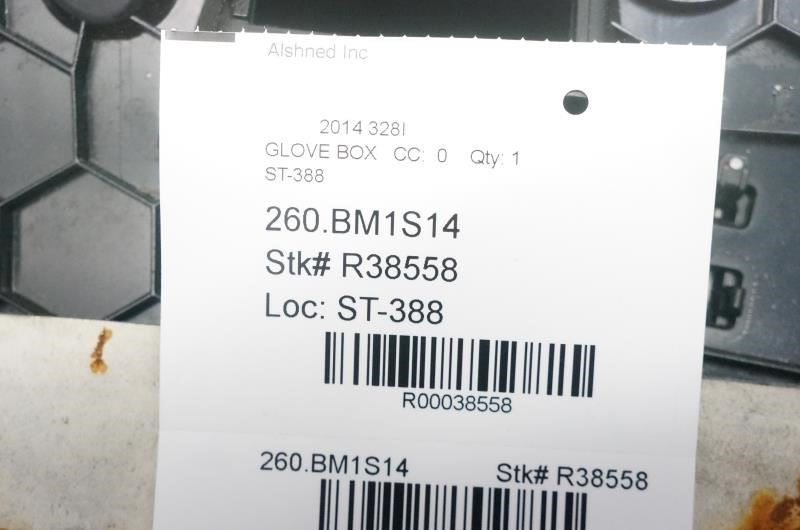 Alshned Inc
2014 328I
GLOVE BOX CC: 0 Qty: 1
ST-388
260.BM1S14
Stk# R38558
Loc: ST-388
R00038558
260.BM1S14 Stk# R38558